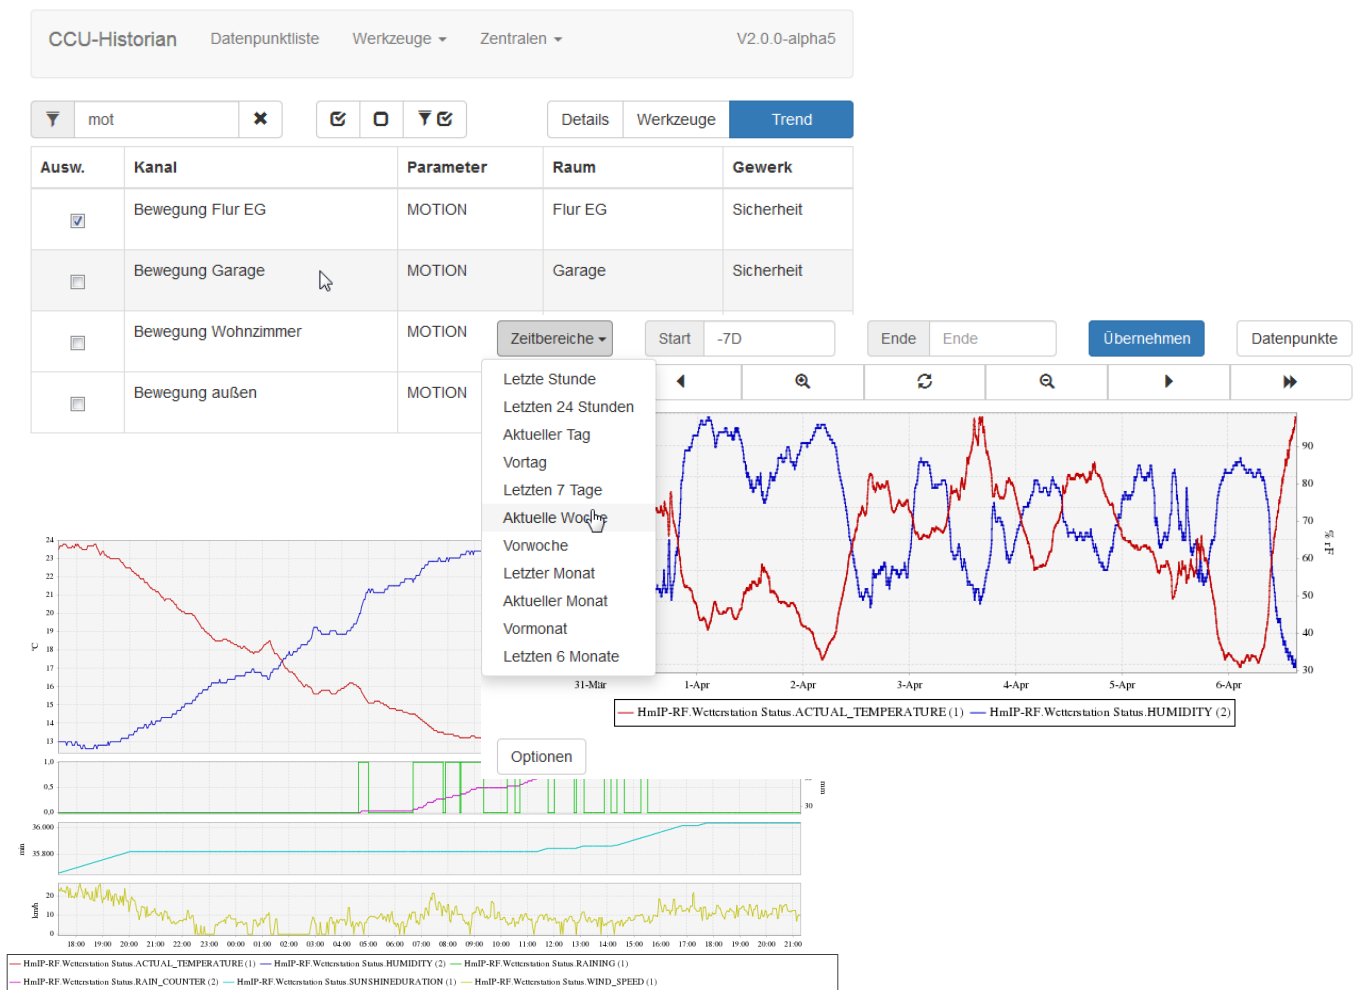 CCU-Historian Datenpunktliste Werkzeuge Zentralen V2.0.0-alpha5
mot Details Werkzeuge Trend
Ausw. Kanal Parameter Raum Gewerk
Bewegung Flur EG MOTION Flur EG Sicherheit
Bewegung Garage MOTION Garage Sicherheit
Bewegung Wohnzimmer MOTION
Bewegung außen MOTION
Zeitbereiche Start -7D Ende Ende Übernehmen Datenpunkte
Letzte Stunde
Letzten 24 Stunden
Aktueller Tag
Vortag
Letzten 7 Tage
Aktuelle Woche
Vorwoche
Letzter Monat
Aktueller Monat
Vormonat
Letzten 6 Monate
90
80
70
60
50
40
30
% rF
31-Mär 1-Apr 2-Apr 3-Apr 4-Apr 5-Apr 6-Apr
HmIP-RF.Wetterstation Status.ACTUAL_TEMPERATURE (1) HmIP-RF.Wetterstation Status.HUMIDITY (2)
Optionen
24
23
22
21
20
19
18
17
16
15
14
13
°C
1,0
0,5
0,0
mm
30
36.000
35.800
min
20
10
0
km/h
18:00 19:00 20:00 21:00 22:00 23:00 00:00 01:00 02:00 03:00 04:00 05:00 06:00 07:00 08:00 09:00 10:00 11:00 12:00 13:00 14:00 15:00 16:00 17:00 18:00 19:00 20:00 21:00
HmIP-RF.Wetterstation Status.ACTUAL_TEMPERATURE (1) HmIP-RF.Wetterstation Status.HUMIDITY (2) HmIP-RF.Wetterstation Status.RAINING (1)
HmIP-RF.Wetterstation Status.RAIN_COUNTER (2) HmIP-RF.Wetterstation Status.SUNSHINEDURATION (1) HmIP-RF.Wetterstation Status.WIND_SPEED (1)